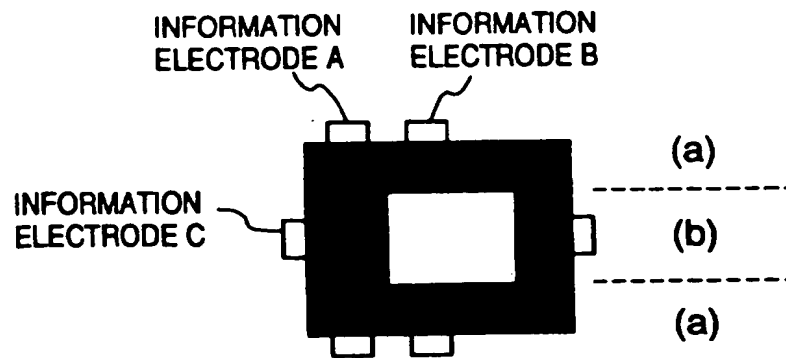 INFORMATION
ELECTRODE A
INFORMATION
ELECTRODE B
(a)
INFORMATION
ELECTRODE C
(b)
(a)